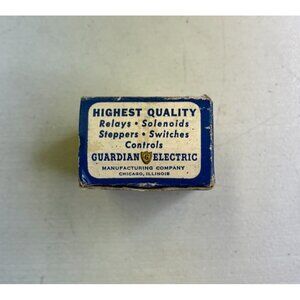 HIGHEST QUALITY
Relays • Solenoids
Steppers • Switches
Controls
GUARDIAN G ELECTRIC
MANUFACTURING COMPANY
CHICAGO, ILLINOIS